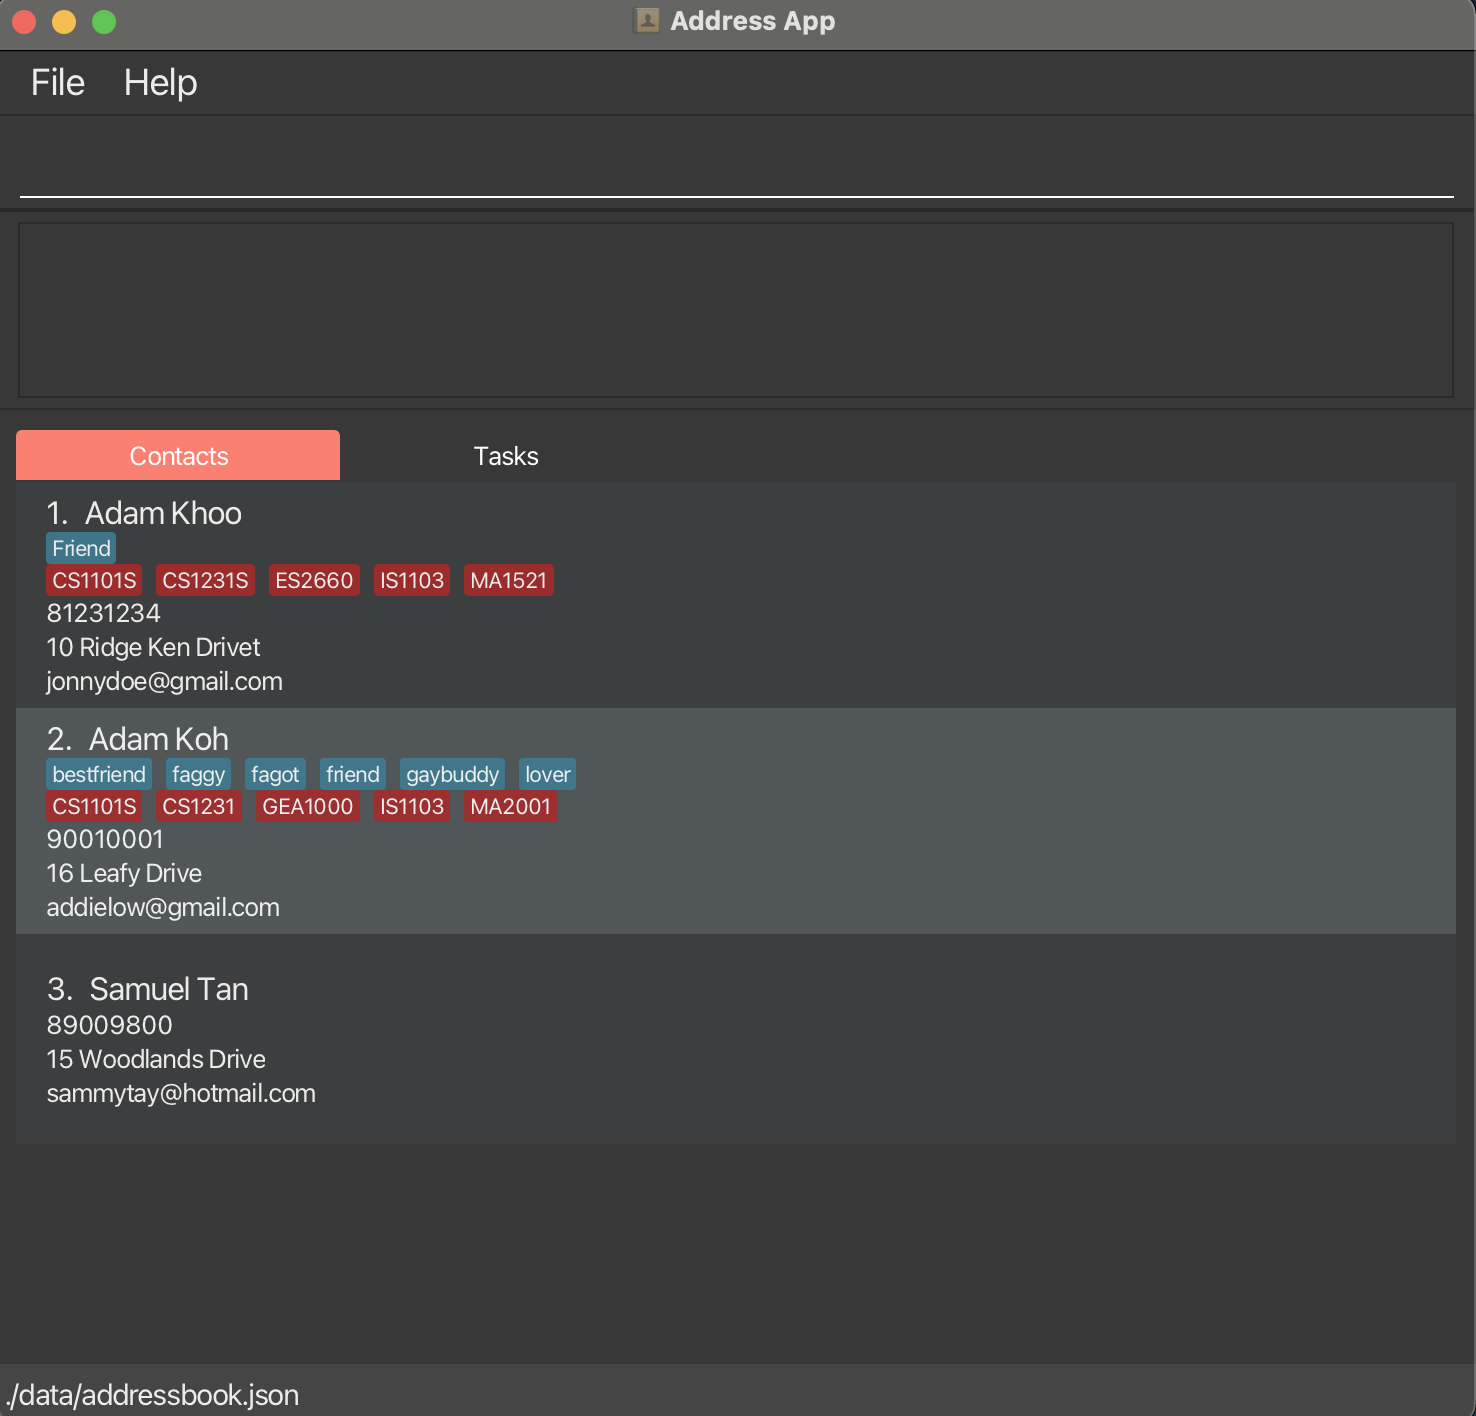 Address App
File Help
Contacts Tasks
1. Adam Khoo
Friend
CS1101S CS1231S ES2660 IS1103 MA1521
81231234
10 Ridge Ken Drivet
jonnydoe@gmail.com
2. Adam Koh
bestfriend faggy fagot friend gaybuddy lover
CS1101S CS1231 GEA1000 IS1103 MA2001
90010001
16 Leafy Drive
addielow@gmail.com
3. Samuel Tan
89009800
15 Woodlands Drive
sammytay@hotmail.com
./data/addressbook.json